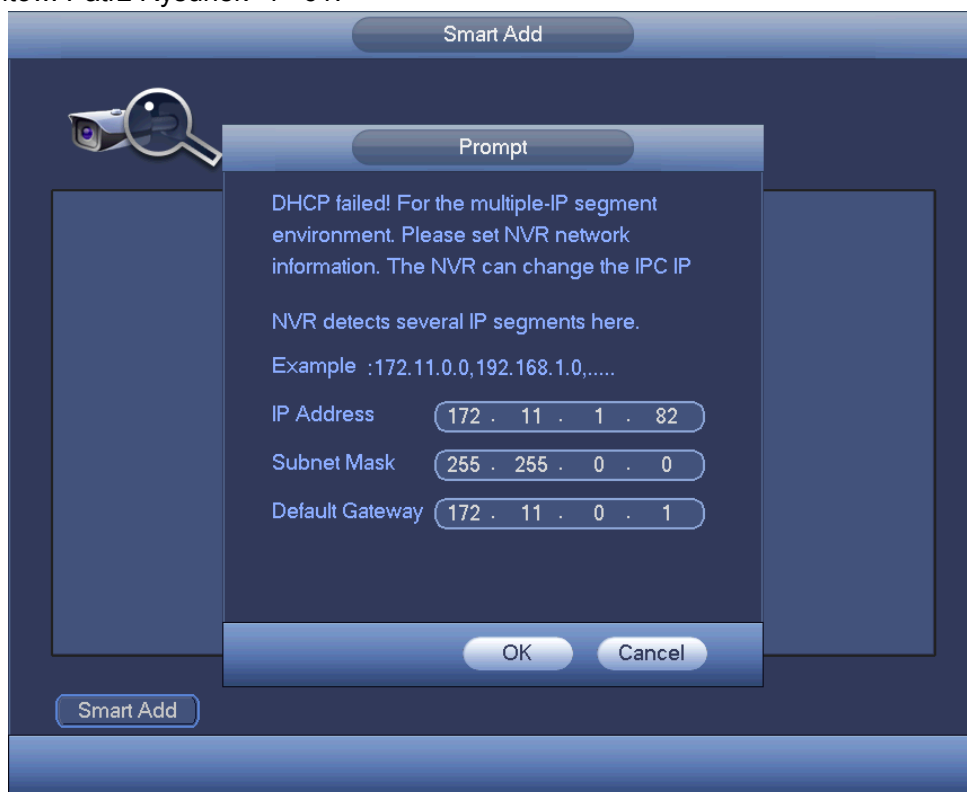 Smart Add
Prompt
DHCP failed! For the multiple-IP segment
environment. Please set NVR network
information. The NVR can change the IPC IP
NVR detects several IP segments here.
Example :172.11.0.0,192.168.1.0,.....
IP Address 172 . 11 . 1 . 82
Subnet Mask 255 . 255 . 0 . 0
Default Gateway 172 . 11 . 0 . 1
OK Cancel
Smart Add